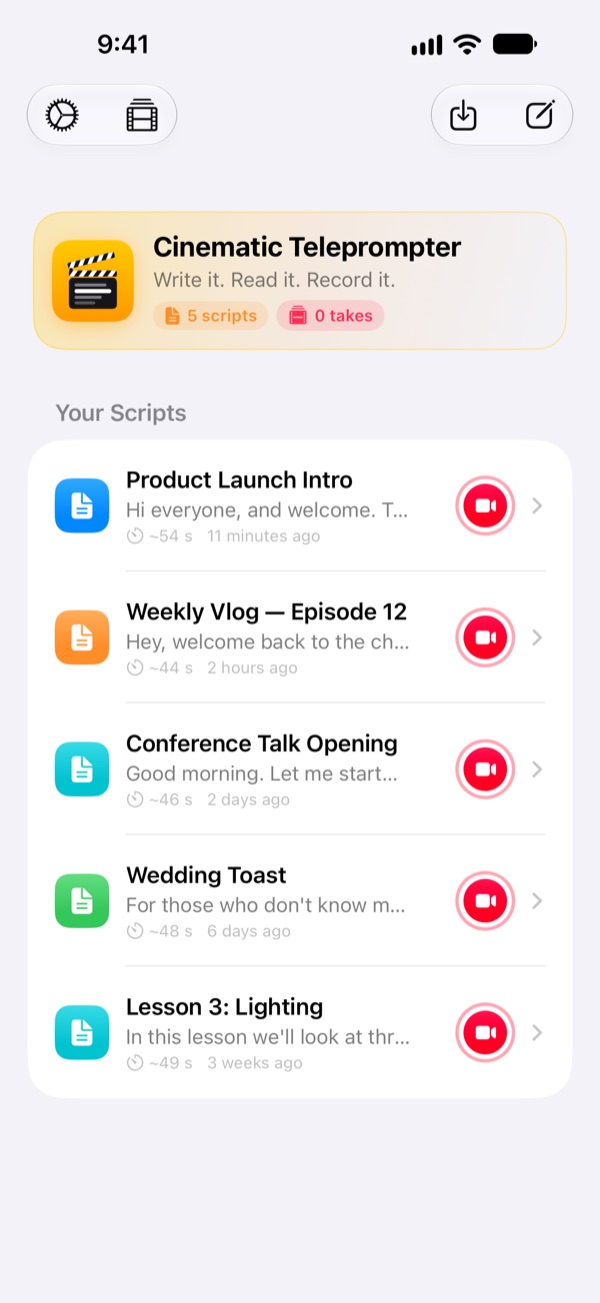 9:41
Cinematic Teleprompter
Write it. Read it. Record it.
5 scripts 0 takes
Your Scripts
Product Launch Intro
Hi everyone, and welcome. T...
~54 s 11 minutes ago
Weekly Vlog — Episode 12
Hey, welcome back to the ch...
~44 s 2 hours ago
Conference Talk Opening
Good morning. Let me start...
~46 s 2 days ago
Wedding Toast
For those who don't know m...
~48 s 6 days ago
Lesson 3: Lighting
In this lesson we'll look at thr...
~49 s 3 weeks ago